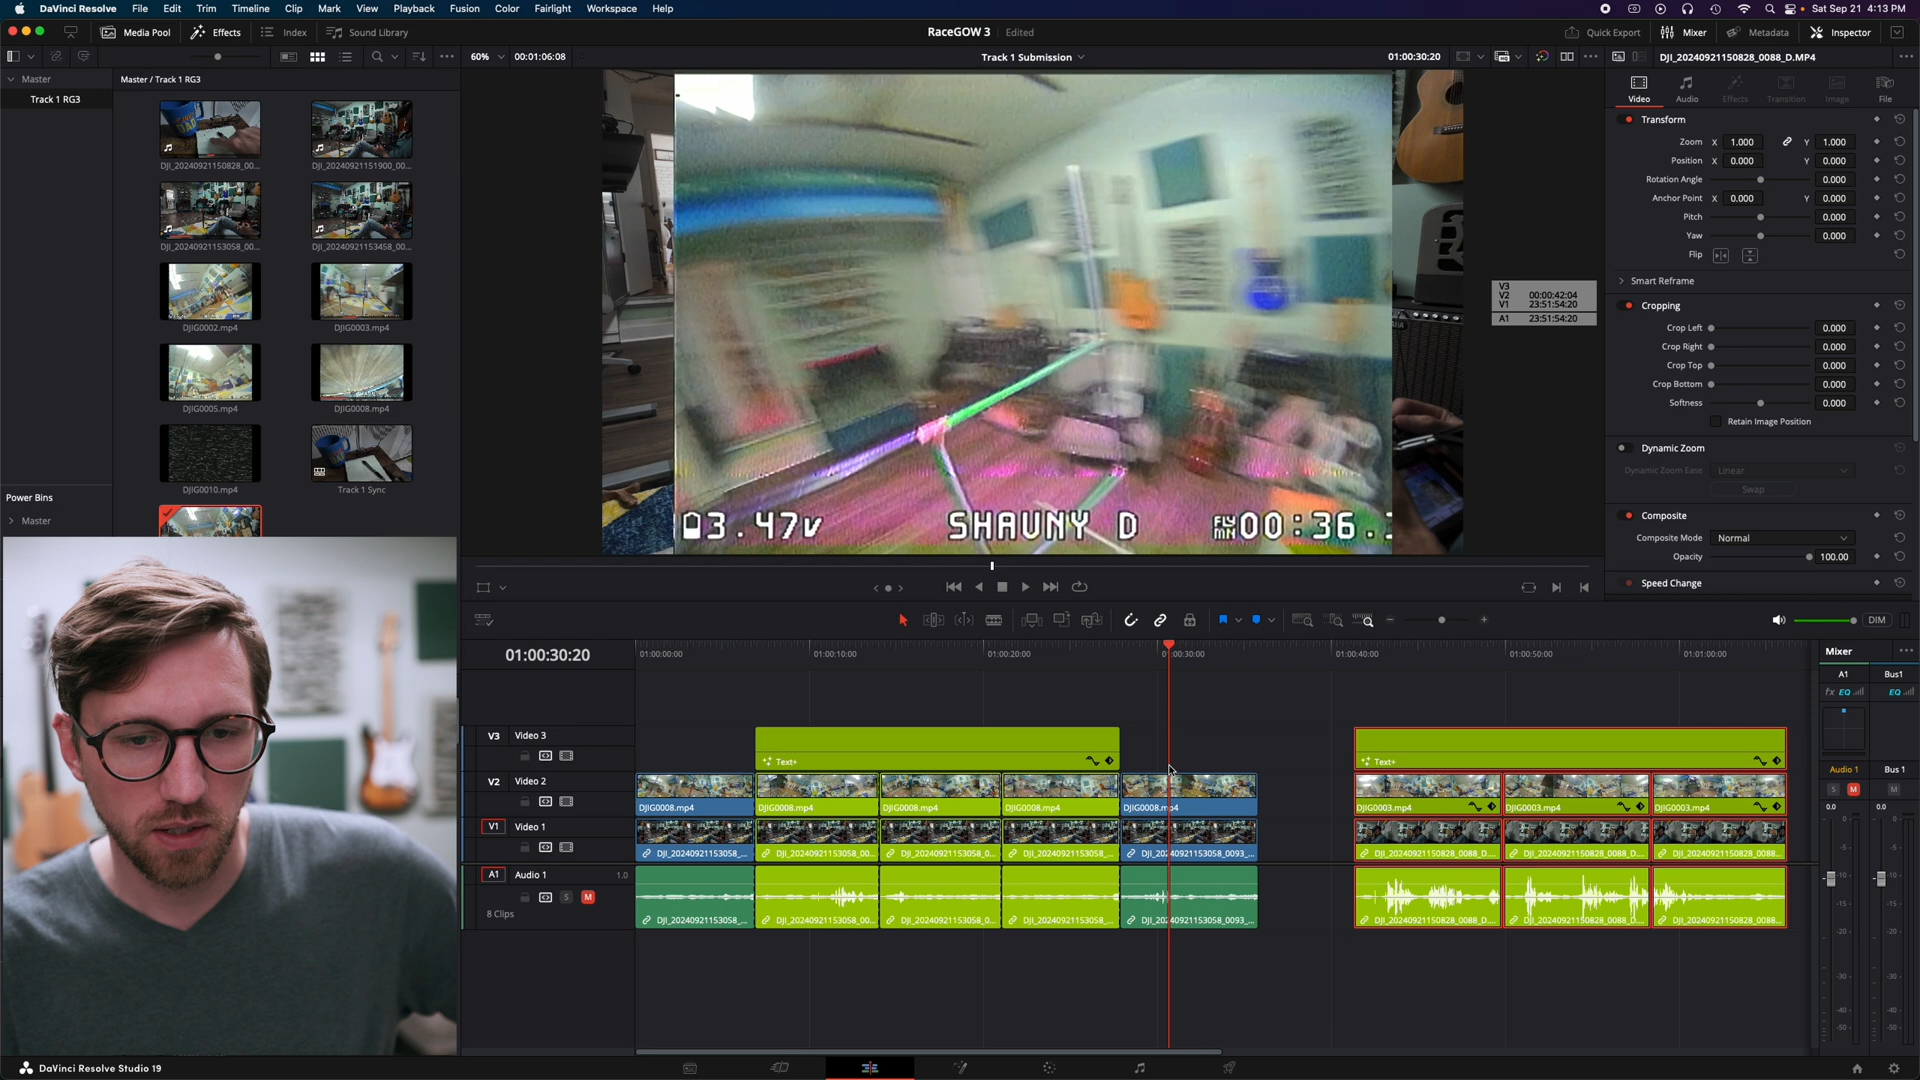 DaVinci Resolve File Edit Trim Timeline Clip Mark View Playback Fusion Color Fairlight Workspace Help
Sat Sep 21 4:13 PM
Media Pool Effects Index Sound Library
RaceGOW 3 Edited
Quick Export Mixer Metadata Inspector
60% 00:01:06:08
Track 1 Submission
01:00:30:20
DJI_20240921150828_0088_D.MP4
Master
Track 1 RG3
Master / Track 1 RG3
DJI_20240921150828_00...
DJI_20240921151900_00...
DJI_20240921153058_00...
DJI_20240921153458_00...
DJIG0002.mp4
DJIG0003.mp4
DJIG0005.mp4
DJIG0008.mp4
DJIG0010.mp4
Track 1 Sync
Power Bins
Master
3.47v SHAUNY D FLY MN 00:36.
V3
V2 00:00:42:04
V1 23:51:54:20
A1 23:51:54:20
Video Audio Effects Transition Image File
Transform
Zoom X 1.000 Y 1.000
Position X 0.000 Y 0.000
Rotation Angle 0.000
Anchor Point X 0.000 Y 0.000
Pitch 0.000
Yaw 0.000
Flip
Smart Reframe
Cropping
Crop Left 0.000
Crop Right 0.000
Crop Top 0.000
Crop Bottom 0.000
Softness 0.000
Retain Image Position
Dynamic Zoom
Dynamic Zoom Ease Linear
Swap
Composite
Composite Mode Normal
Opacity 100.00
Speed Change
DIM
01:00:30:20
01:00:00:00 01:00:10:00 01:00:20:00 01:00:30:00 01:00:40:00 01:00:50:00 01:01:00:00
V3 Video 3
Text+ Text+
V2 Video 2
DJIG0008.mp4 DJIG0008.mp4 DJIG0008.mp4 DJIG0008.mp4 DJIG0008.mp4 DJIG0003.mp4 DJIG0003.mp4 DJIG0003.mp4
V1 Video 1
DJI_20240921153058_... DJI_20240921153058_00... DJI_20240921153058_0... DJI_20240921153058_0... DJI_20240921153058_0093_... DJI_20240921150828_0088_D.... DJI_20240921150828_0088_D... DJI_20240921150828_0088...
A1 Audio 1 1.0
S M
8 Clips
DJI_20240921153058_... DJI_20240921153058_00... DJI_20240921153058_0... DJI_20240921153058_0... DJI_20240921153058_0093_... DJI_20240921150828_0088_D.... DJI_20240921150828_0088_D... DJI_20240921150828_0088...
Mixer
A1 Bus1
fx EQ EQ
Audio 1 Bus 1
S M M
0.0 0.0
DaVinci Resolve Studio 19